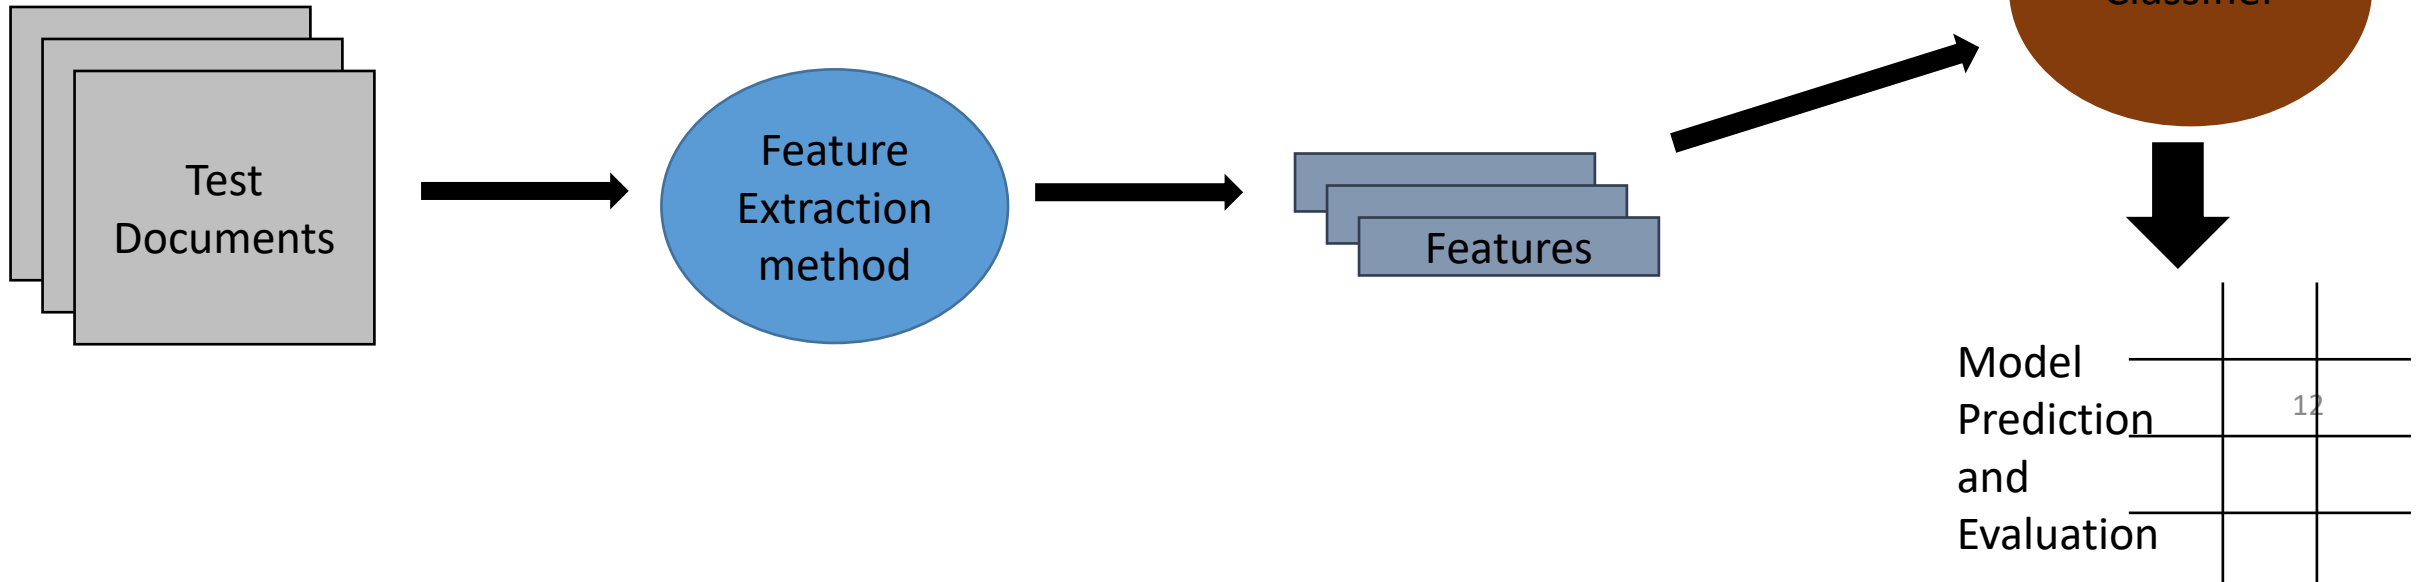 Test
Documents
Feature
Extraction
method
Features
Model
Prediction
and
Evaluation
12